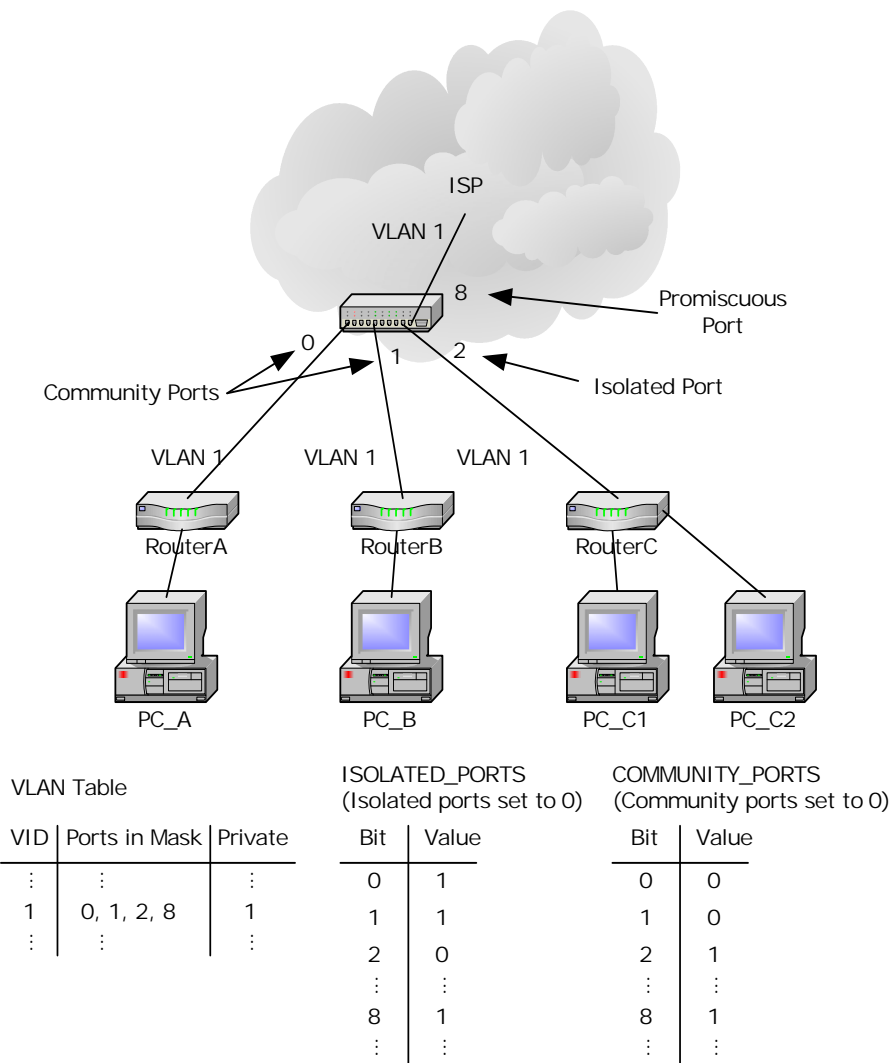 ISP
VLAN 1
8
Promiscuous
Port
0
1
2
Community Ports
Isolated Port
VLAN 1
VLAN 1
VLAN 1
RouterA
RouterB
RouterC
PC_A
PC_B
PC_C1
PC_C2
VLAN Table
VID Ports in Mask Private
⋮ ⋮ ⋮
1 0, 1, 2, 8 1
⋮ ⋮ ⋮
ISOLATED_PORTS
(Isolated ports set to 0)
Bit Value
0 1
1 1
2 0
⋮ ⋮
8 1
⋮ ⋮
COMMUNITY_PORTS
(Community ports set to 0)
Bit Value
0 0
1 0
2 1
⋮ ⋮
8 1
⋮ ⋮